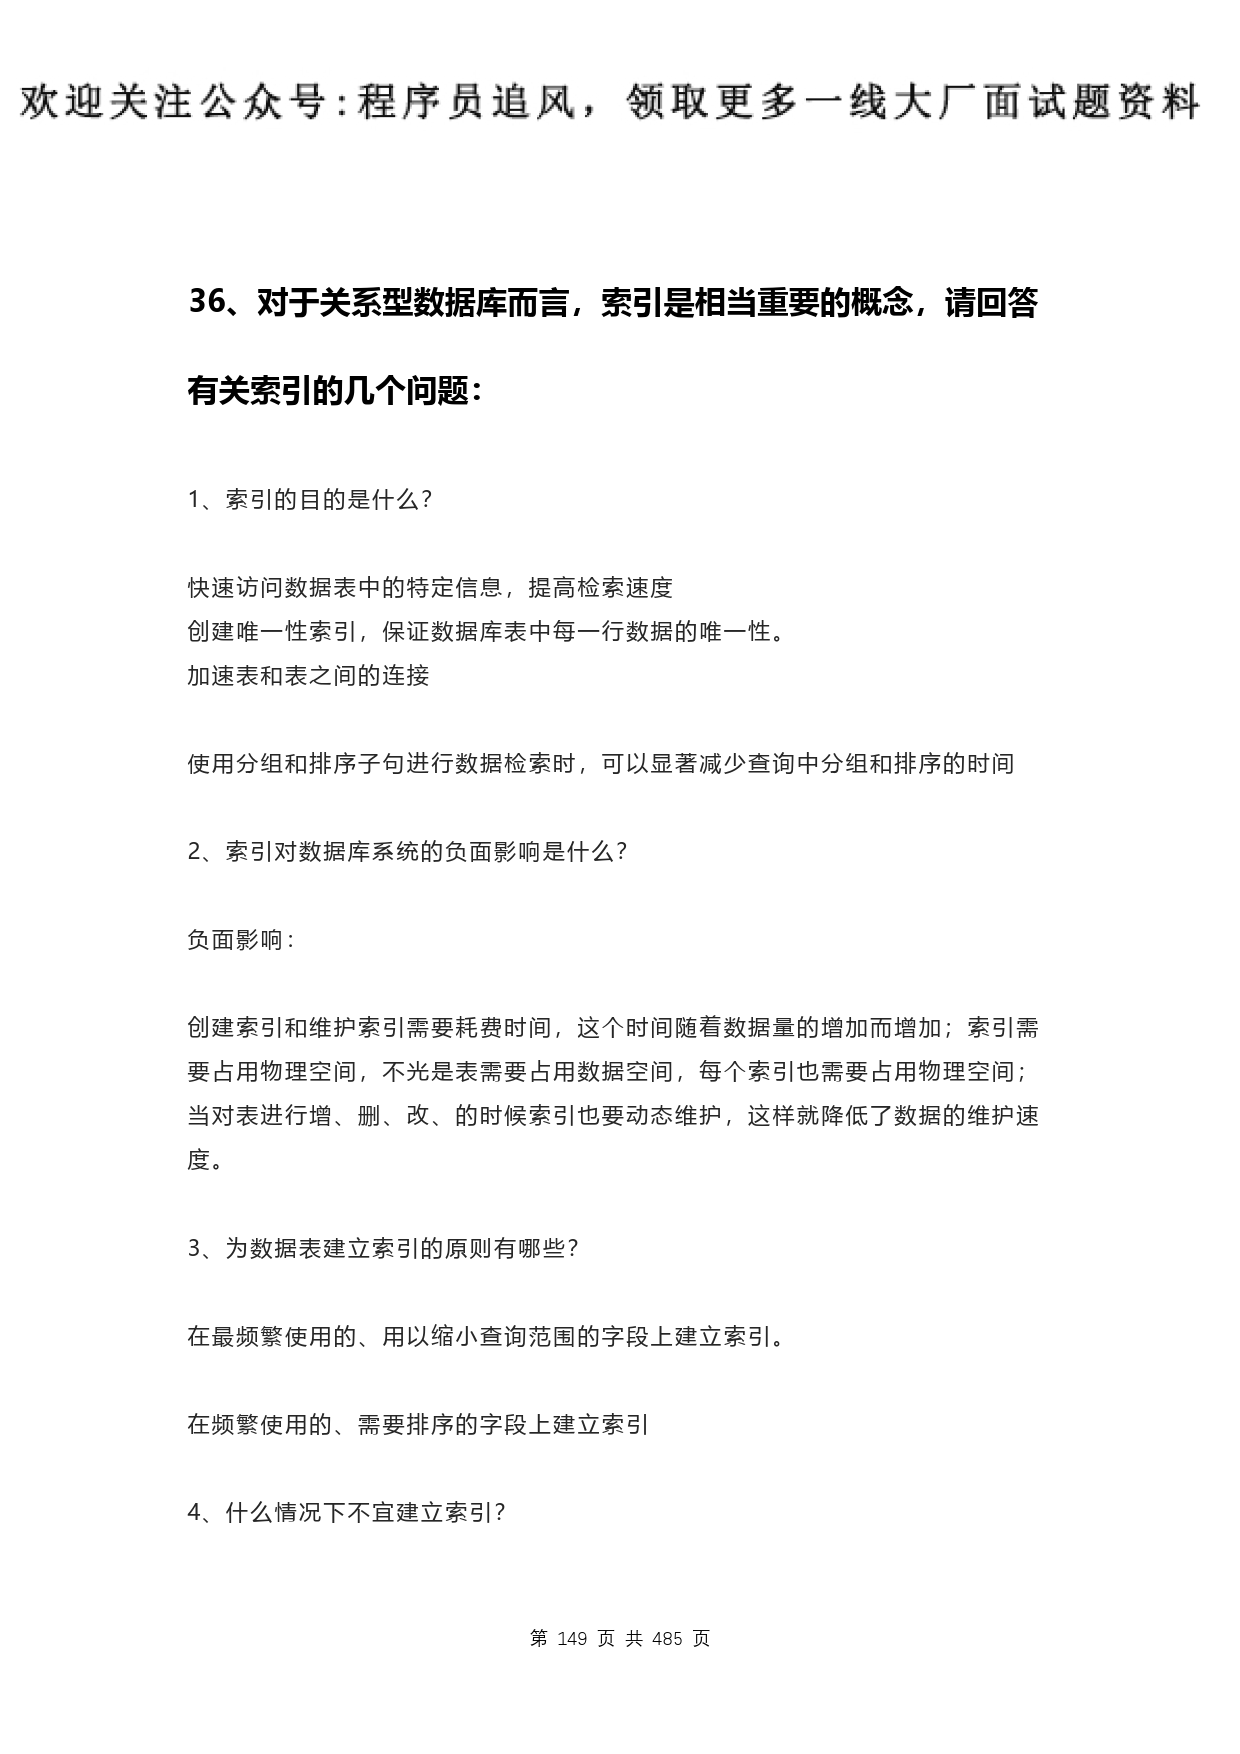 欢迎关注公众号:程序员追风，领取更多一线大厂面试题资料
36、对于关系型数据库而言，索引是相当重要的概念，请回答
有关索引的几个问题：
1、索引的目的是什么？
快速访问数据表中的特定信息，提高检索速度
创建唯一性索引，保证数据库表中每一行数据的唯一性。
加速表和表之间的连接
使用分组和排序子句进行数据检索时，可以显著减少查询中分组和排序的时间
2、索引对数据库系统的负面影响是什么？
负面影响：
创建索引和维护索引需要耗费时间，这个时间随着数据量的增加而增加；索引需
要占用物理空间，不光是表需要占用数据空间，每个索引也需要占用物理空间；
当对表进行增、删、改、的时候索引也要动态维护，这样就降低了数据的维护速
度。
3、为数据表建立索引的原则有哪些？
在最频繁使用的、用以缩小查询范围的字段上建立索引。
在频繁使用的、需要排序的字段上建立索引
4、什么情况下不宜建立索引？
第 149 页 共 485 页